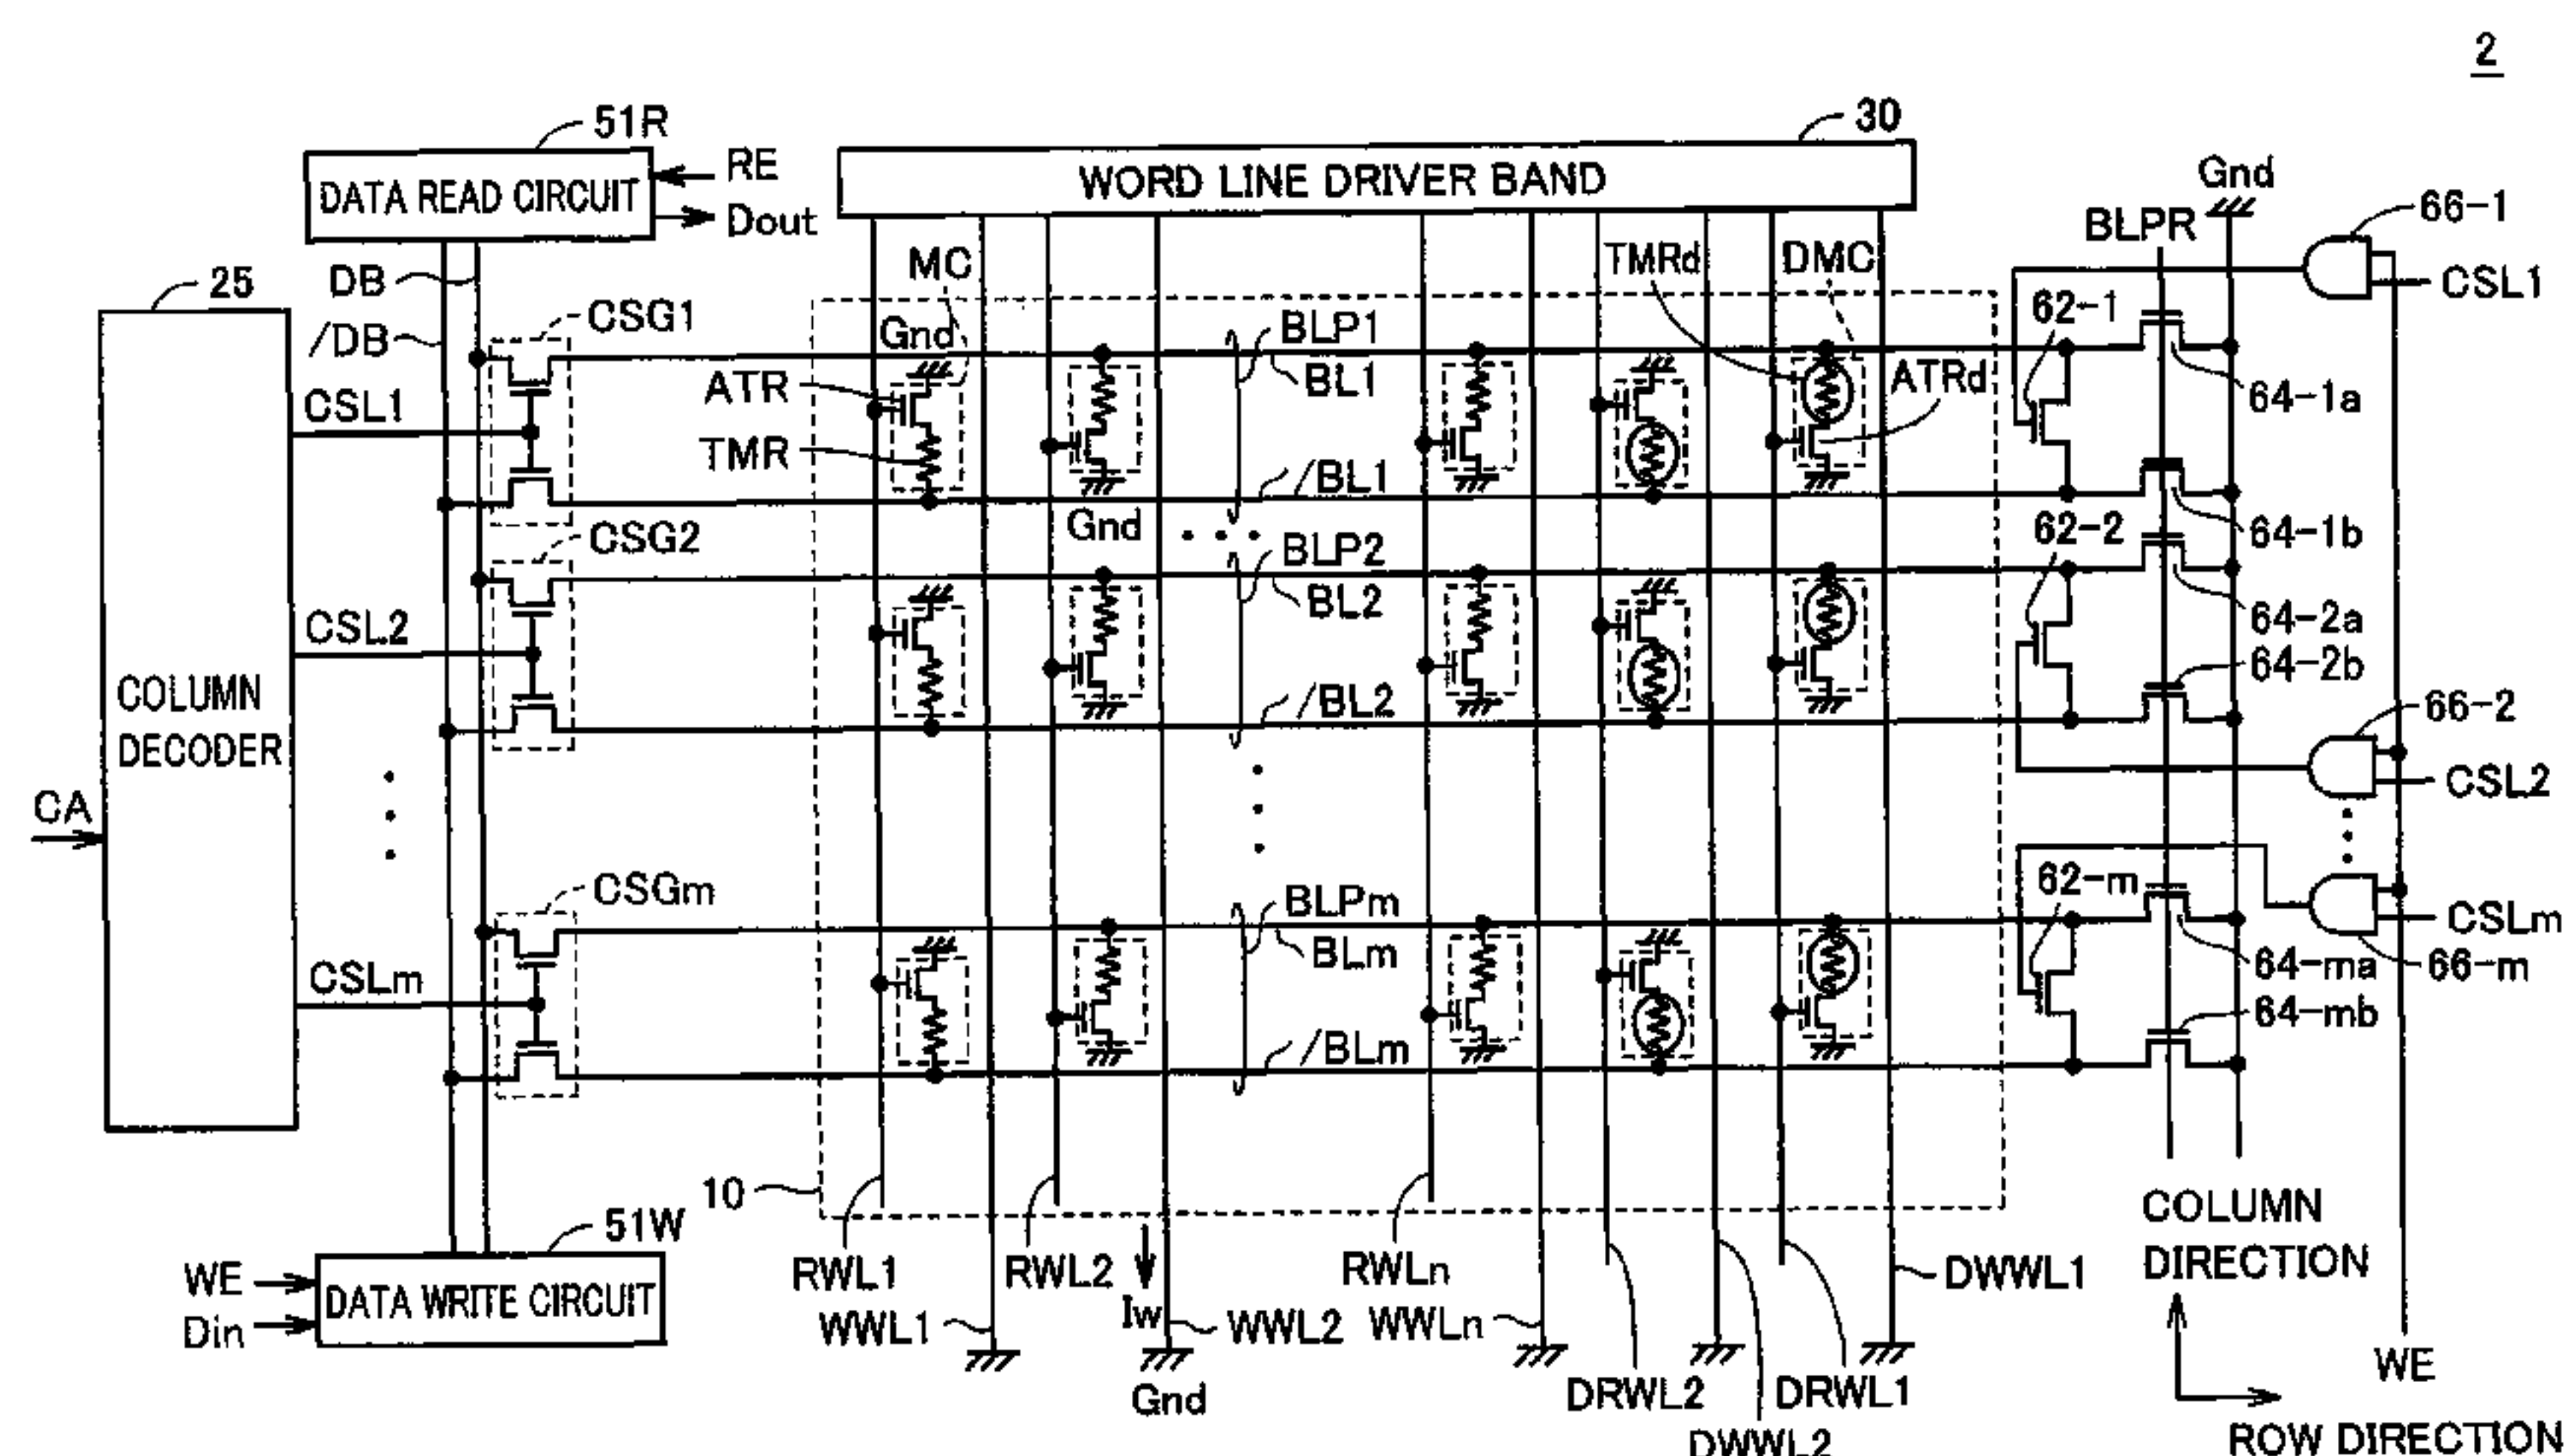 2
51R
DATA READ CIRCUIT
RE
Dout
30
WORD LINE DRIVER BAND
Gnd
BLPR
66-1
CSL1
25
DB
/DB
CSG1
MC
Gnd
TMRd
DMC
62-1
BLP1
BL1
ATR
ATRd
64-1a
CSL1
TMR
/BL1
Gnd
64-1b
62-2
CSG2
BLP2
BL2
64-2a
CSL2
64-2b
COLUMN
DECODER
/BL2
66-2
CSL2
CA
CSGm
BLPm
BLm
62-m
CSLm
CSLm
64-ma
66-m
64-mb
/BLm
10
51W
COLUMN
DIRECTION
WE
Din
DATA WRITE CIRCUIT
RWL1
RWL2
RWLn
DWWL1
WWL1
Iw
WWL2
WWLn
WE
Gnd
DRWL2
DRWL1
DWWL2
ROW DIRECTION